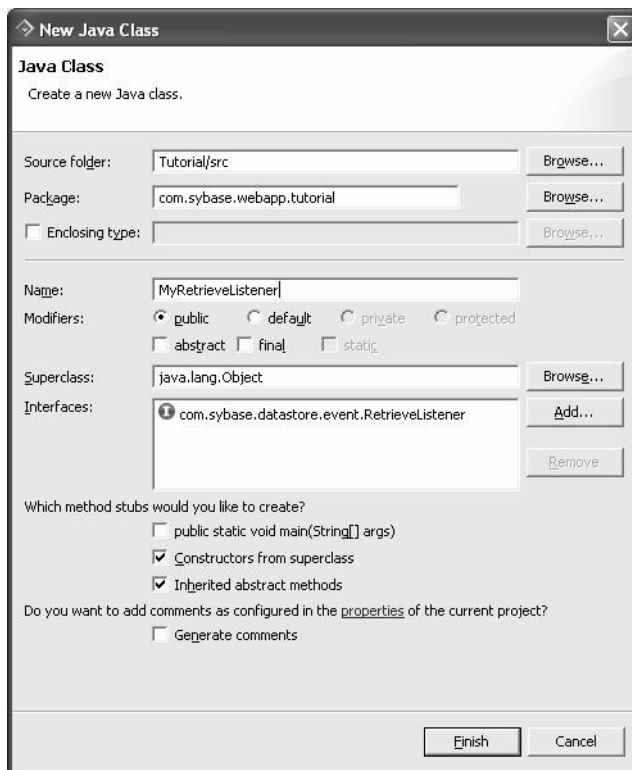 New Java Class
Java Class
Create a new Java class.
Source folder: Tutorial/src Browse...
Package: com.sybase.webapp.tutorial Browse...
Enclosing type: Browse...
Name: MyRetrieveListener
Modifiers: public default private protected
abstract final static
Superclass: java.lang.Object Browse...
Interfaces: com.sybase.datastore.event.RetrieveListener Add...
Remove
Which method stubs would you like to create?
public static void main(String[] args)
Constructors from superclass
Inherited abstract methods
Do you want to add comments as configured in the properties of the current project?
Generate comments
Finish Cancel